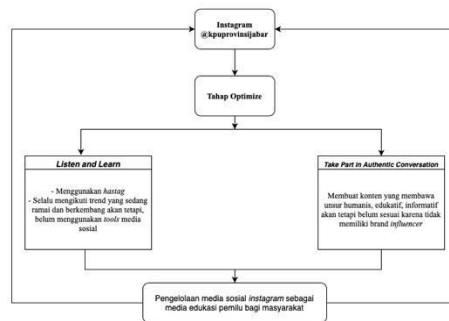 Instagram
@kpuprovinsijabar
Tahap Optimize
Listen and Learn
- Menggunakan hastag
- Selalu mengikuti trend yang sedang
ramai dan berkembang akan tetapi,
belum menggunakan tools media
sosial
Take Part in Authentic Conversation
Membuat konten yang membawa
unsur humanis, edukatif, informatif
akan tetapi belum sesuai karena tidak
memiliki brand influencer
Pengelolaan media sosial instagram sebagai
media edukasi pemilu bagi masyarakat